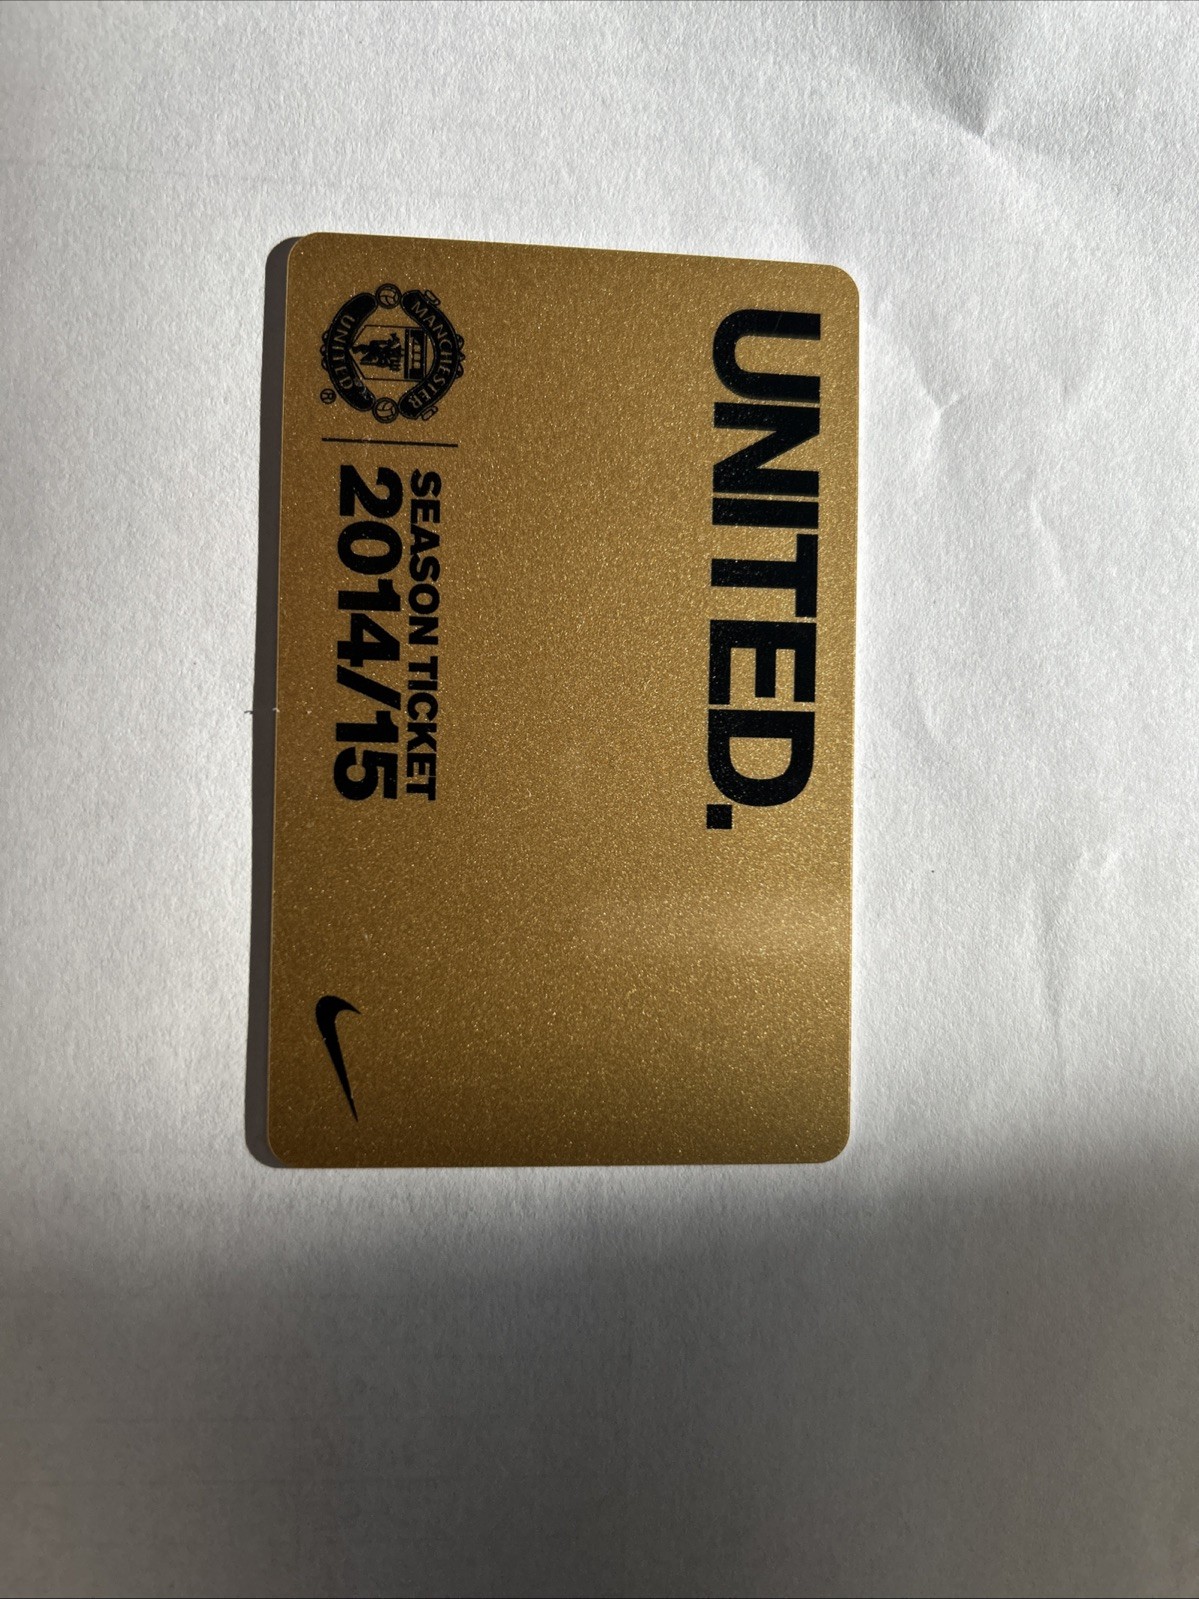 UNITED.
MANCHESTER
UNITED
®
SEASON TICKET
2014/15